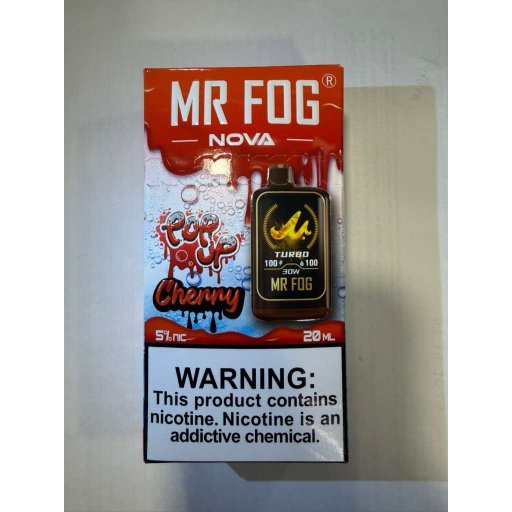 MR FOG®
NOVA
POP UP
Cherry
TURBO
100 100
30W
MR FOG
5% NIC 20 ML
WARNING:
This product contains
nicotine. Nicotine is an
addictive chemical.